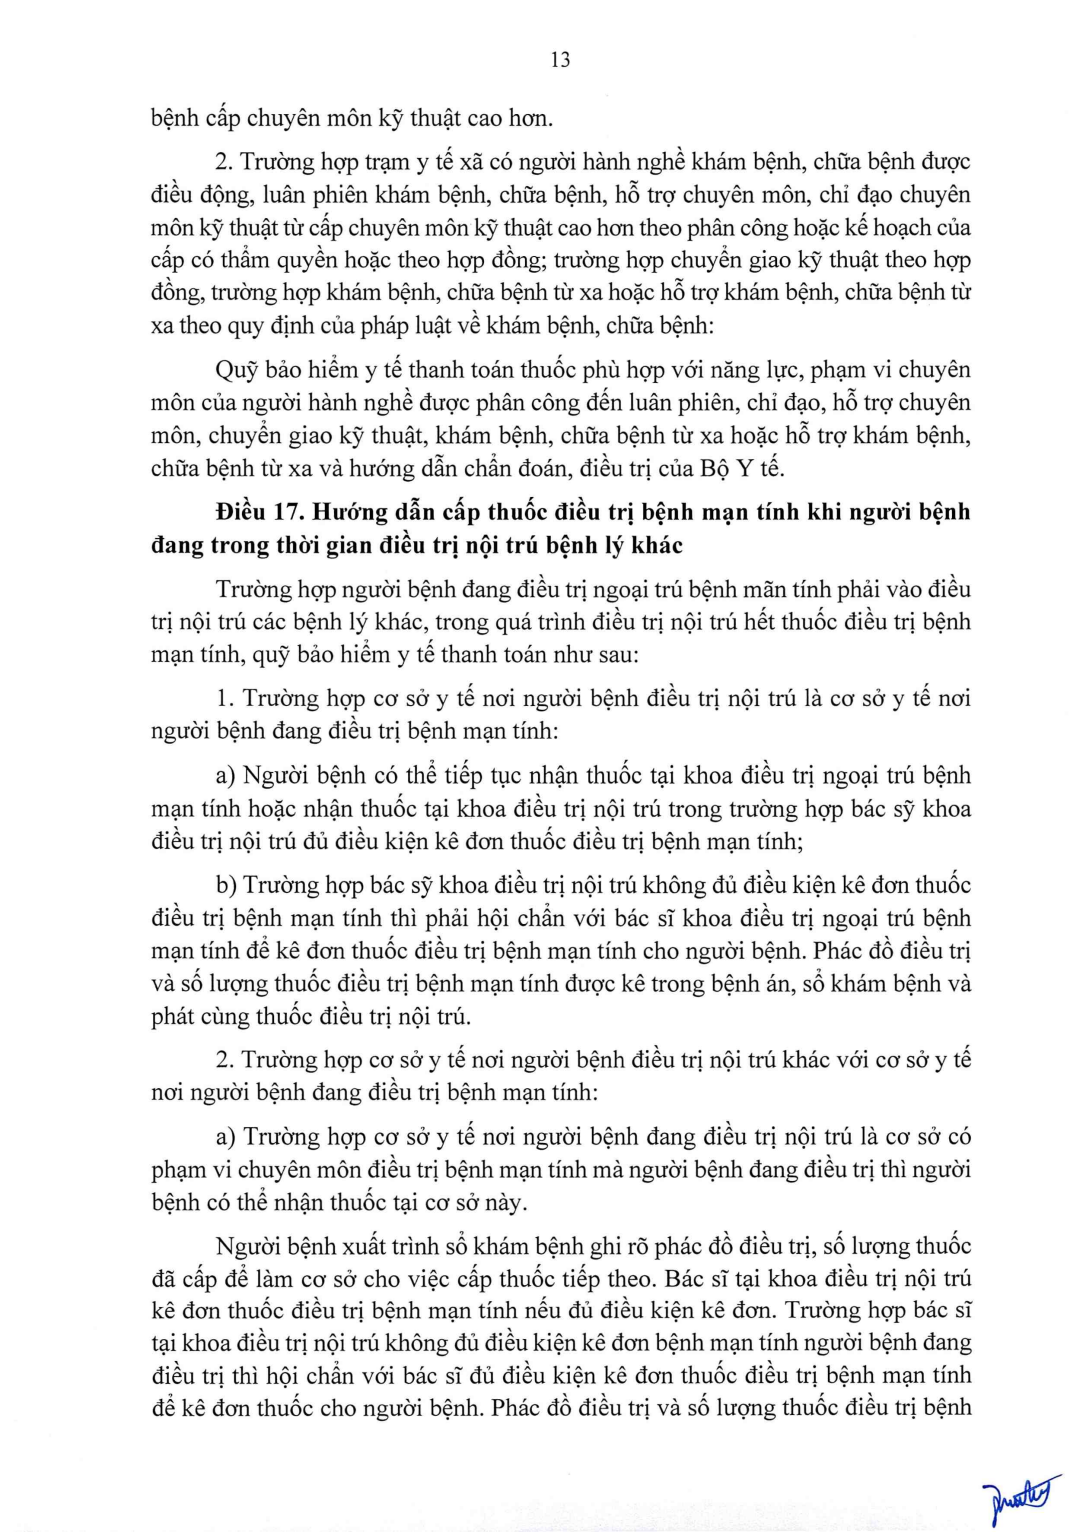 13
bệnh cấp chuyên môn kỹ thuật cao hơn.
2. Trường hợp trạm y tế xã có người hành nghề khám bệnh, chữa bệnh được
điều động, luân phiên khám bệnh, chữa bệnh, hỗ trợ chuyên môn, chỉ đạo chuyên
môn kỹ thuật từ cấp chuyên môn kỹ thuật cao hơn theo phân công hoặc kế hoạch của
cấp có thẩm quyền hoặc theo hợp đồng; trường hợp chuyển giao kỹ thuật theo hợp
đồng, trường hợp khám bệnh, chữa bệnh từ xa hoặc hỗ trợ khám bệnh, chữa bệnh từ
xa theo quy định của pháp luật về khám bệnh, chữa bệnh:
Quỹ bảo hiểm y tế thanh toán thuốc phù hợp với năng lực, phạm vi chuyên
môn của người hành nghề được phân công đến luân phiên, chỉ đạo, hỗ trợ chuyên
môn, chuyển giao kỹ thuật, khám bệnh, chữa bệnh từ xa hoặc hỗ trợ khám bệnh,
chữa bệnh từ xa và hướng dẫn chẩn đoán, điều trị của Bộ Y tế.
Điều 17. Hướng dẫn cấp thuốc điều trị bệnh mạn tính khi người bệnh
đang trong thời gian điều trị nội trú bệnh lý khác
Trường hợp người bệnh đang điều trị ngoại trú bệnh mãn tính phải vào điều
trị nội trú các bệnh lý khác, trong quá trình điều trị nội trú hết thuốc điều trị bệnh
mạn tính, quỹ bảo hiểm y tế thanh toán như sau:
1. Trường hợp cơ sở y tế nơi người bệnh điều trị nội trú là cơ sở y tế nơi
người bệnh đang điều trị bệnh mạn tính:
a) Người bệnh có thể tiếp tục nhận thuốc tại khoa điều trị ngoại trú bệnh
mạn tính hoặc nhận thuốc tại khoa điều trị nội trú trong trường hợp bác sỹ khoa
điều trị nội trú đủ điều kiện kê đơn thuốc điều trị bệnh mạn tính;
b) Trường hợp bác sỹ khoa điều trị nội trú không đủ điều kiện kê đơn thuốc
điều trị bệnh mạn tính thì phải hội chẩn với bác sĩ khoa điều trị ngoại trú bệnh
mạn tính để kê đơn thuốc điều trị bệnh mạn tính cho người bệnh. Phác đồ điều trị
và số lượng thuốc điều trị bệnh mạn tính được kê trong bệnh án, sổ khám bệnh và
phát cùng thuốc điều trị nội trú.
2. Trường hợp cơ sở y tế nơi người bệnh điều trị nội trú khác với cơ sở y tế
nơi người bệnh đang điều trị bệnh mạn tính:
a) Trường hợp cơ sở y tế nơi người bệnh đang điều trị nội trú là cơ sở có
phạm vi chuyên môn điều trị bệnh mạn tính mà người bệnh đang điều trị thì người
bệnh có thể nhận thuốc tại cơ sở này.
Người bệnh xuất trình sổ khám bệnh ghi rõ phác đồ điều trị, số lượng thuốc
đã cấp để làm cơ sở cho việc cấp thuốc tiếp theo. Bác sĩ tại khoa điều trị nội trú
kê đơn thuốc điều trị bệnh mạn tính nếu đủ điều kiện kê đơn. Trường hợp bác sĩ
tại khoa điều trị nội trú không đủ điều kiện kê đơn bệnh mạn tính người bệnh đang
điều trị thì hội chẩn với bác sĩ đủ điều kiện kê đơn thuốc điều trị bệnh mạn tính
để kê đơn thuốc cho người bệnh. Phác đồ điều trị và số lượng thuốc điều trị bệnh